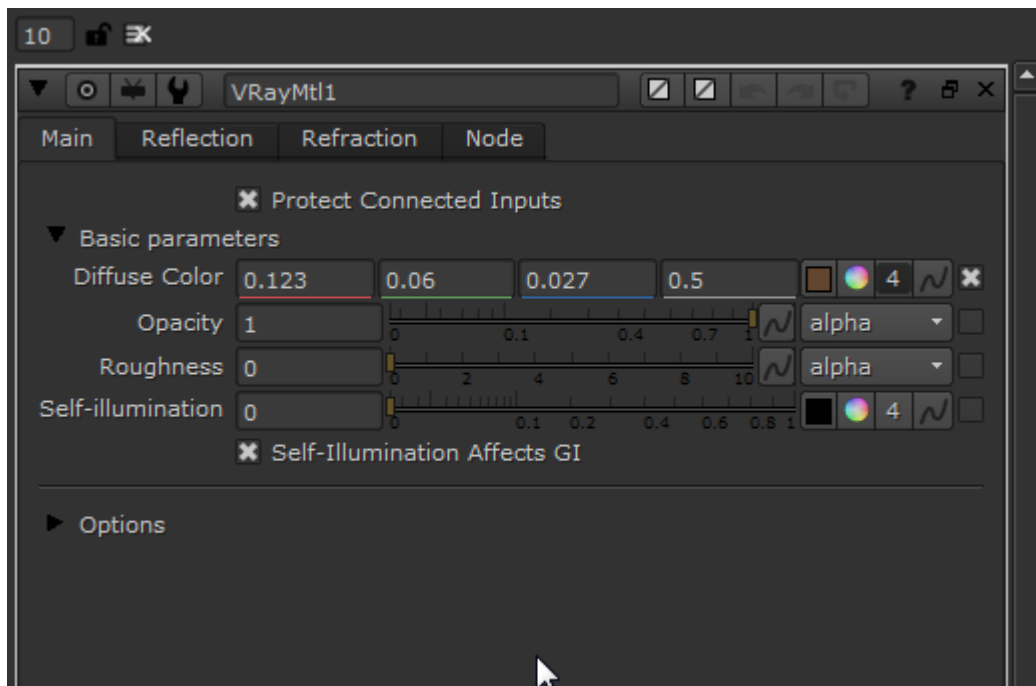 10
VRayMtl1 ?
Main Reflection Refraction Node
Protect Connected Inputs
Basic parameters
Diffuse Color 0.123 0.06 0.027 0.5 4
Opacity 1 0 0.1 0.4 0.7 1 alpha
Roughness 0 0 2 4 6 8 10 alpha
Self-illumination 0 0 0.1 0.2 0.4 0.6 0.8 1 4
Self-Illumination Affects GI
Options